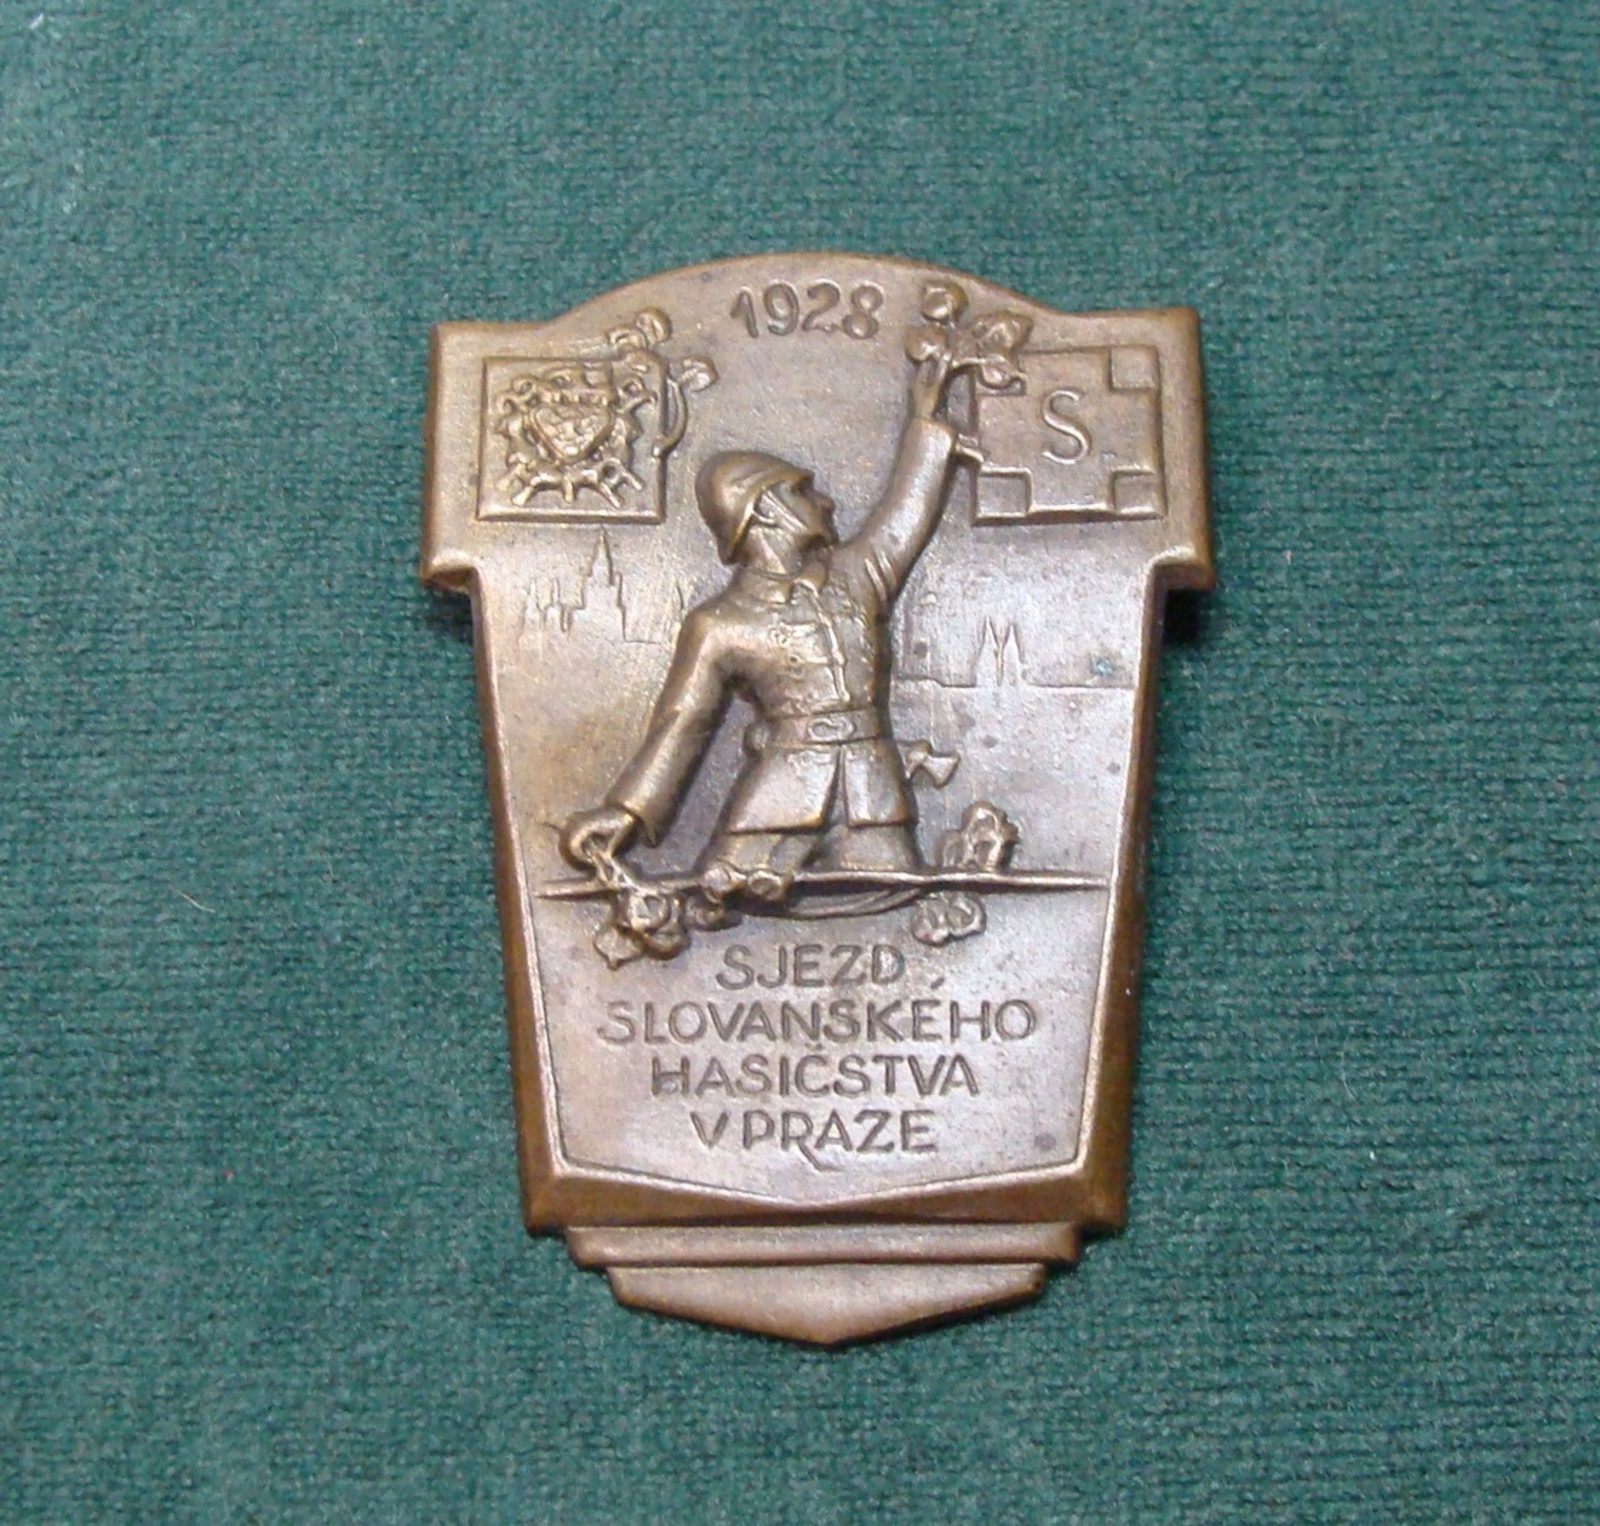 1928
S
SJEZD
SLOVANSKÉHO
HASIČSTVA
V PRAZE